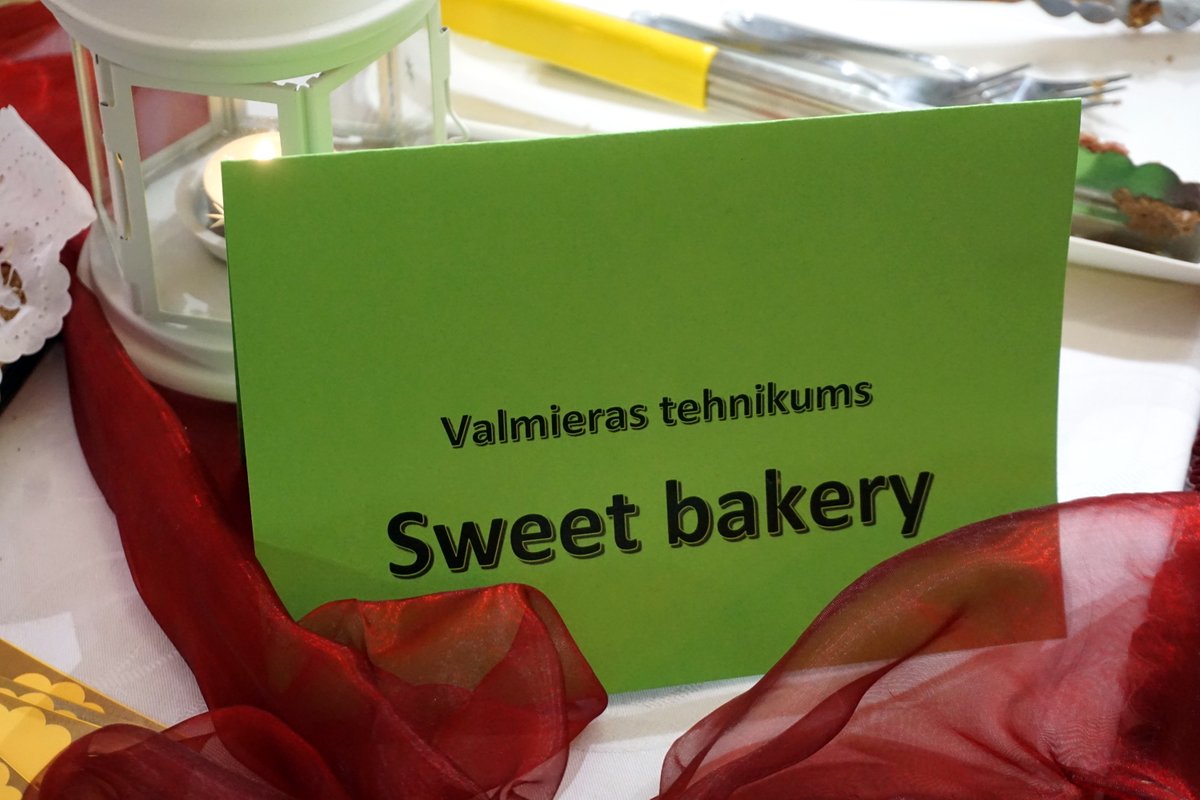 Valmieras tehnikums
Sweet bakery